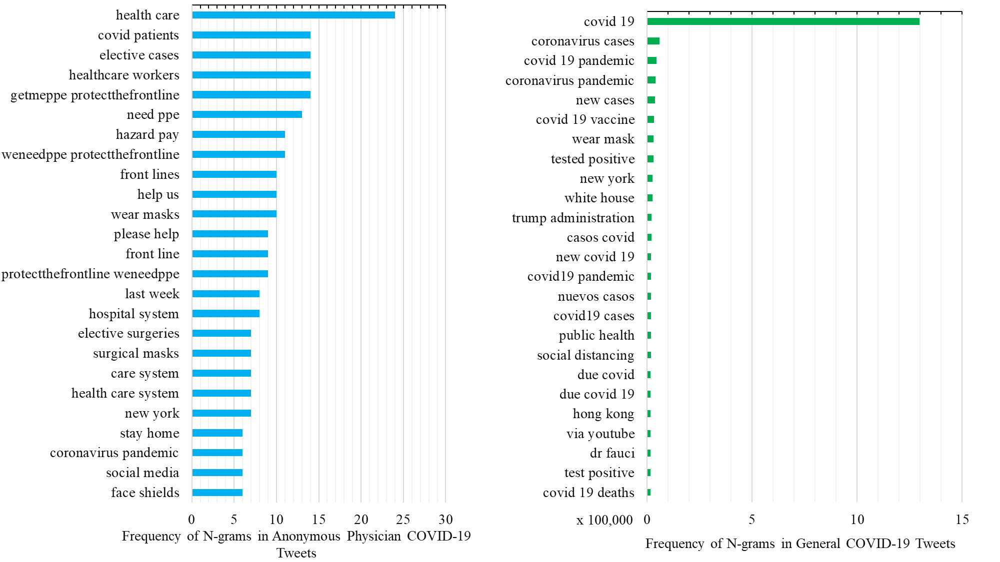 health care
covid patients
elective cases
healthcare workers
getmeppe protectthefrontline
need ppe
hazard pay
weneedppe protectthefrontline
front lines
help us
wear masks
please help
front line
protectthefrontline weneedppe
last week
hospital system
elective surgeries
surgical masks
care system
health care system
new york
stay home
coronavirus pandemic
social media
face shields
0 5 10 15 20 25 30
Frequency of N-grams in Anonymous Physician COVID-19
Tweets
covid 19
coronavirus cases
covid 19 pandemic
coronavirus pandemic
new cases
covid 19 vaccine
wear mask
tested positive
new york
white house
trump administration
casos covid
new covid 19
covid19 pandemic
nuevos casos
covid19 cases
public health
social distancing
due covid
due covid 19
hong kong
via youtube
dr fauci
test positive
covid 19 deaths
x 100,000 0 5 10 15
Frequency of N-grams in General COVID-19 Tweets